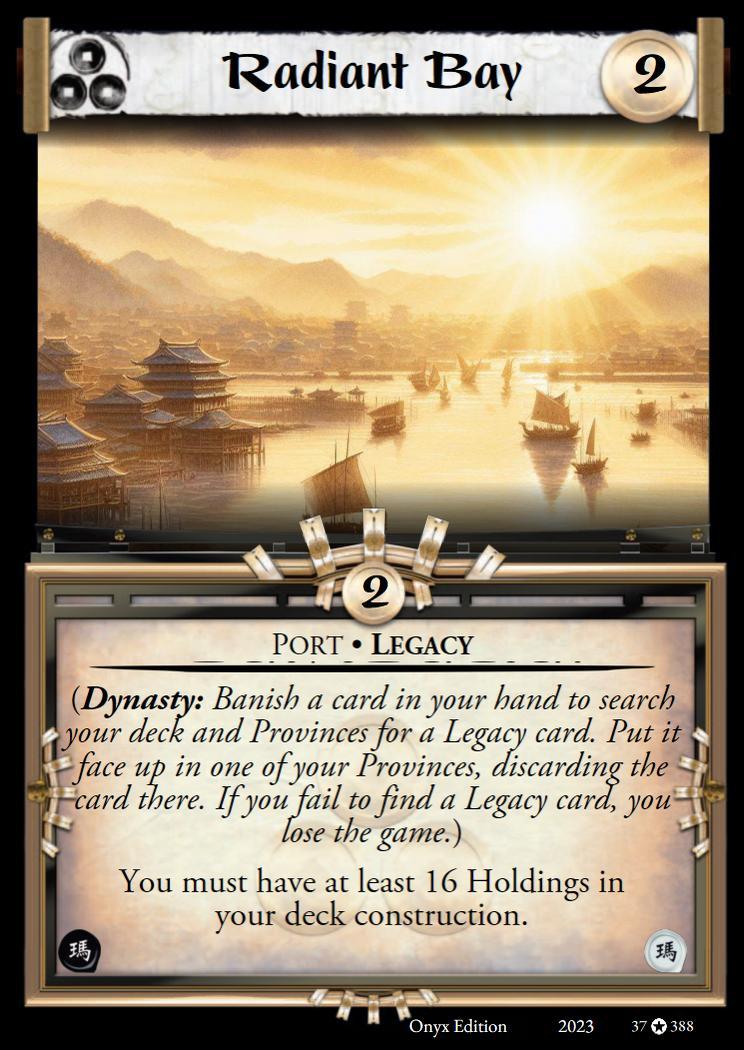 Radiant Bay
2
2
Port • Legacy
(Dynasty: Banish a card in your hand to search
your deck and Provinces for a Legacy card. Put it
face up in one of your Provinces, discarding the
card there. If you fail to find a Legacy card, you
lose the game.)
You must have at least 16 Holdings in
your deck construction.
瑪
瑪
Onyx Edition 2023 37 ✪ 388